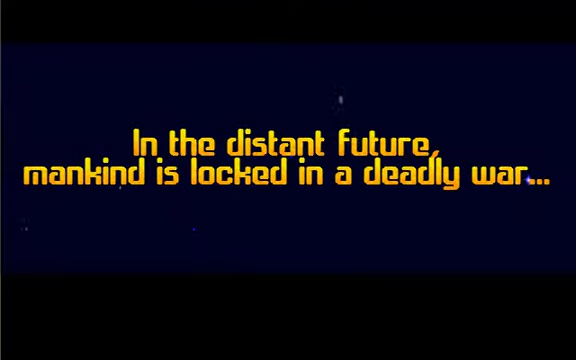 In the distant future,
mankind is locked in a deadly war...